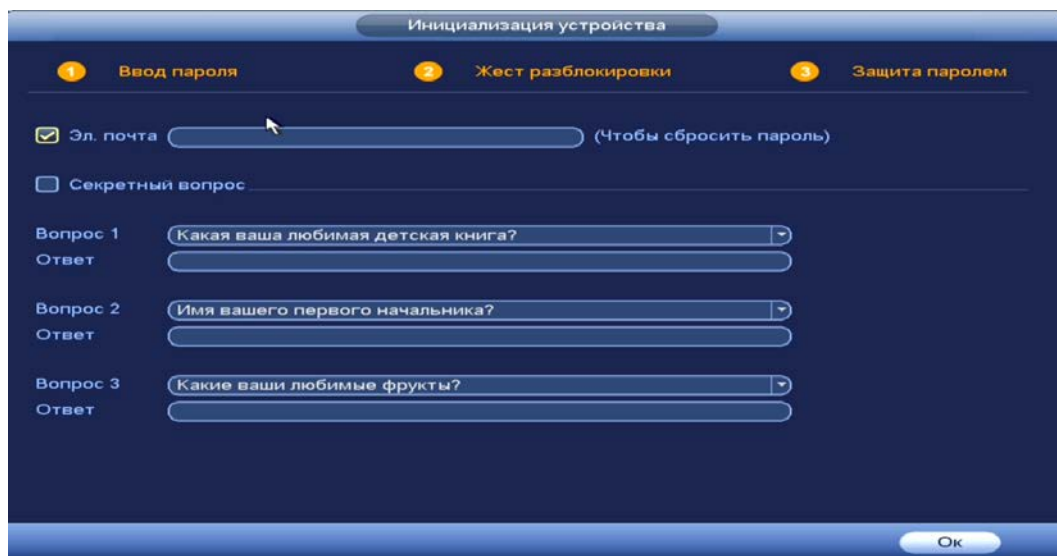 Инициализация устройства
1 Ввод пароля 2 Жест разблокировки 3 Защита паролем
Эл. почта (Чтобы сбросить пароль)
Секретный вопрос
Вопрос 1 Какая ваша любимая детская книга?
Ответ
Вопрос 2 Имя вашего первого начальника?
Ответ
Вопрос 3 Какие ваши любимые фрукты?
Ответ
Ок